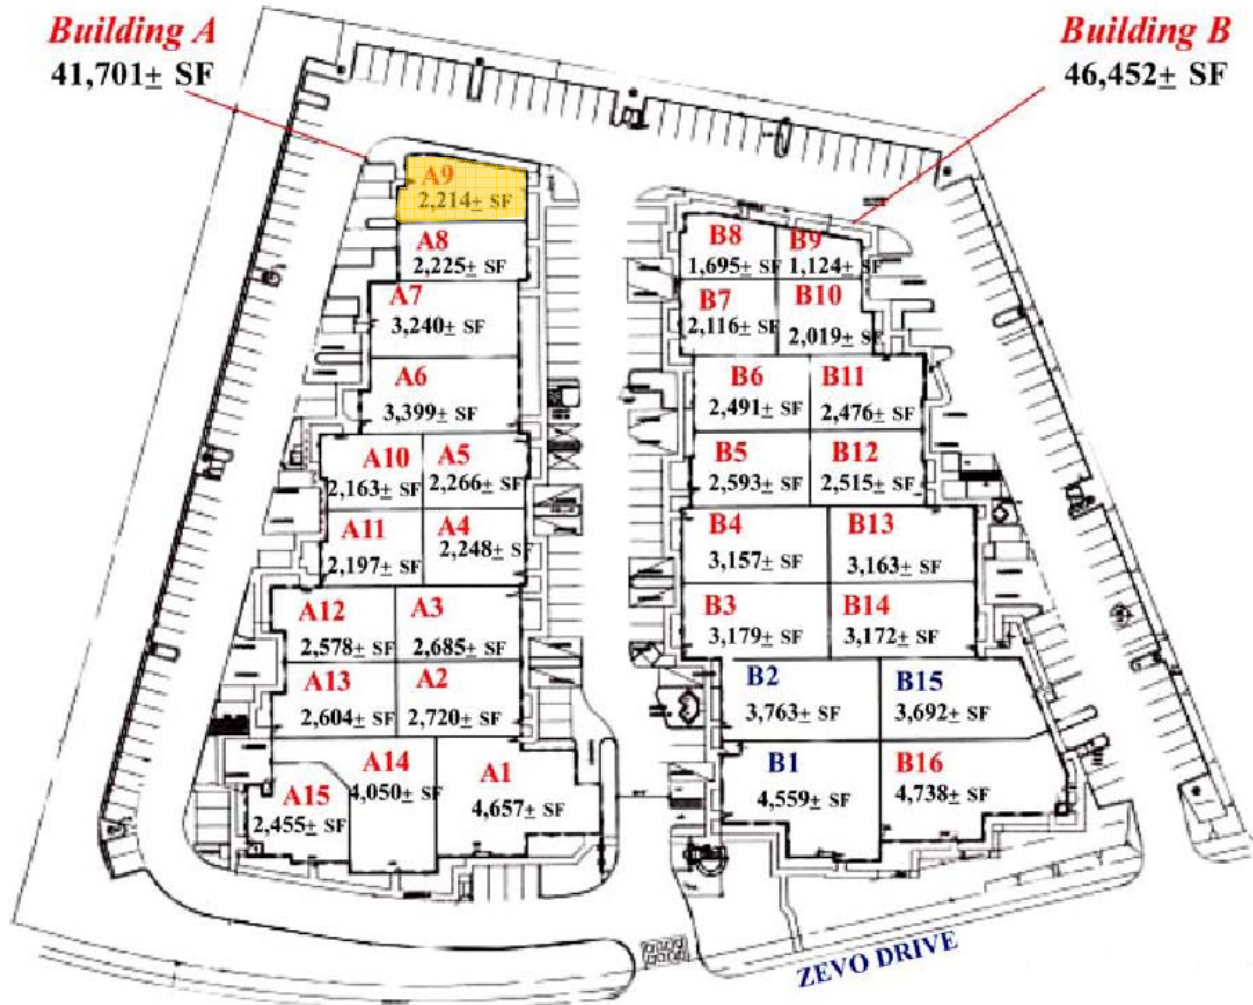 Building A
41,701± SF
Building B
46,452± SF
A9
2,214± SF
A8
2,225± SF
A7
3,240± SF
A6
3,399± SF
A10
2,163± SF
A5
2,266± SF
A11
2,197± SF
A4
2,248± SF
A12
2,578± SF
A3
2,685± SF
A13
2,604± SF
A2
2,720± SF
A14
4,050± SF
A15
2,455± SF
A1
4,657± SF
B8
1,695± SF
B9
1,124± SF
B7
2,116± SF
B10
2,019± SF
B6
2,491± SF
B11
2,476± SF
B5
2,593± SF
B12
2,515± SF
B4
3,157± SF
B13
3,163± SF
B3
3,179± SF
B14
3,172± SF
B2
3,763± SF
B15
3,692± SF
B1
4,559± SF
B16
4,738± SF
ZEVO DRIVE